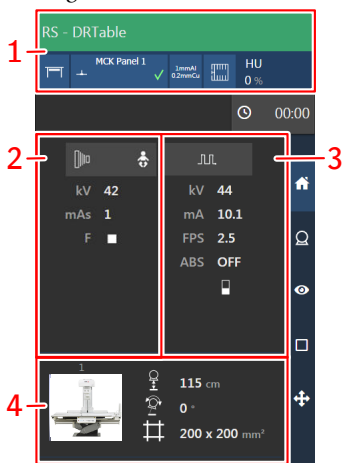 RS - DRTable
1
MCK Panel 1
1mmAl
0.2mmCu
HU
0 %
00:00
2
3
kV 42
mAs 1
F
kV 44
mA 10.1
FPS 2.5
ABS OFF
4
1
115 cm
0 °
200 x 200 mm²